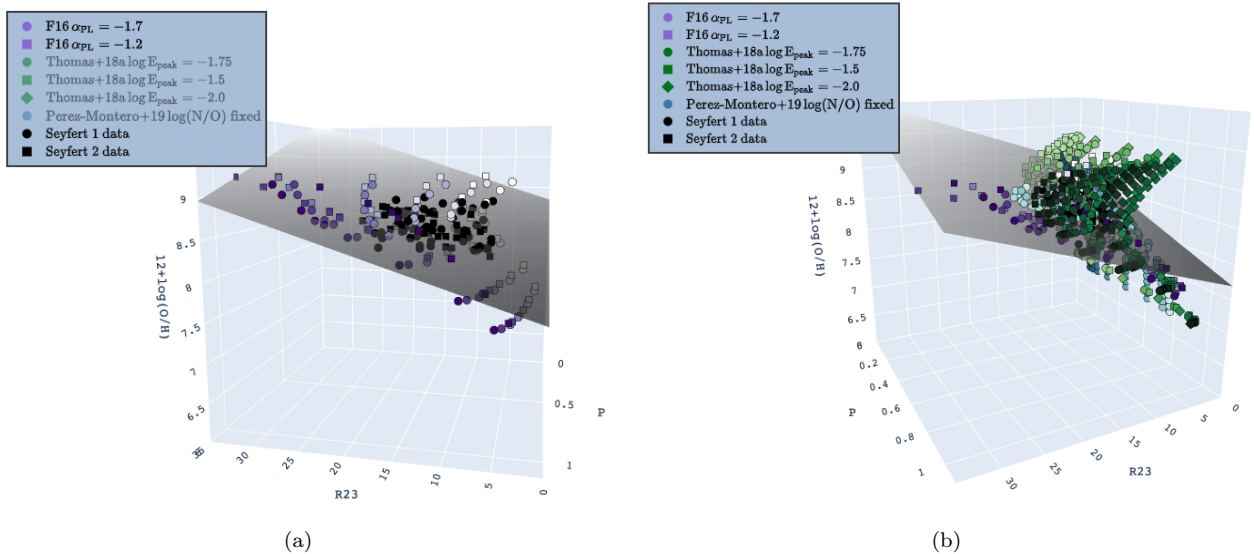 F16 α_PL = −1.7
F16 α_PL = −1.2
Thomas+18a log E_peak = −1.75
Thomas+18a log E_peak = −1.5
Thomas+18a log E_peak = −2.0
Perez-Montero+19 log(N/O) fixed
Seyfert 1 data
Seyfert 2 data
9
8.5
8
7.5
7
6.5
12+log(O/H)
0
0.5
1
P
30
25
20
15
10
5
0
R23
(a)
F16 α_PL = −1.7
F16 α_PL = −1.2
Thomas+18a log E_peak = −1.75
Thomas+18a log E_peak = −1.5
Thomas+18a log E_peak = −2.0
Perez-Montero+19 log(N/O) fixed
Seyfert 1 data
Seyfert 2 data
9
8.5
8
7.5
7
6.5
12+log(O/H)
0.2
0.4
0.6
0.8
1
P
30
25
20
15
10
5
0
R23
(b)